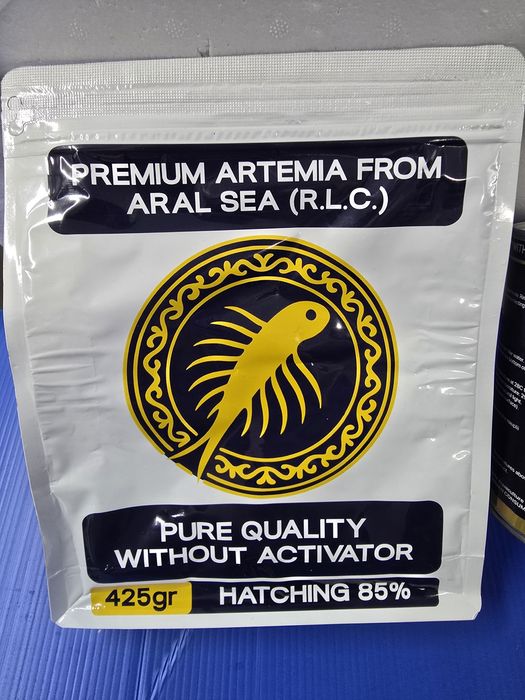 PREMIUM ARTEMIA FROM
ARAL SEA (R.L.C.)
PURE QUALITY
WITHOUT ACTIVATOR
425gr HATCHING 85%